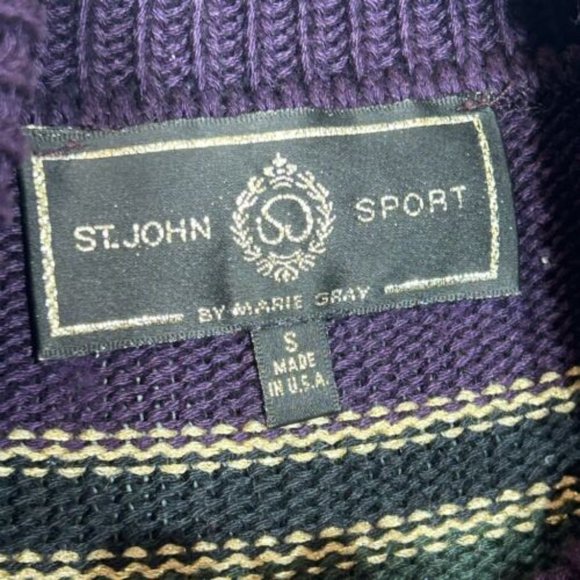 ST. JOHN SPORT
BY MARIE GRAY
S
MADE
IN U.S.A.